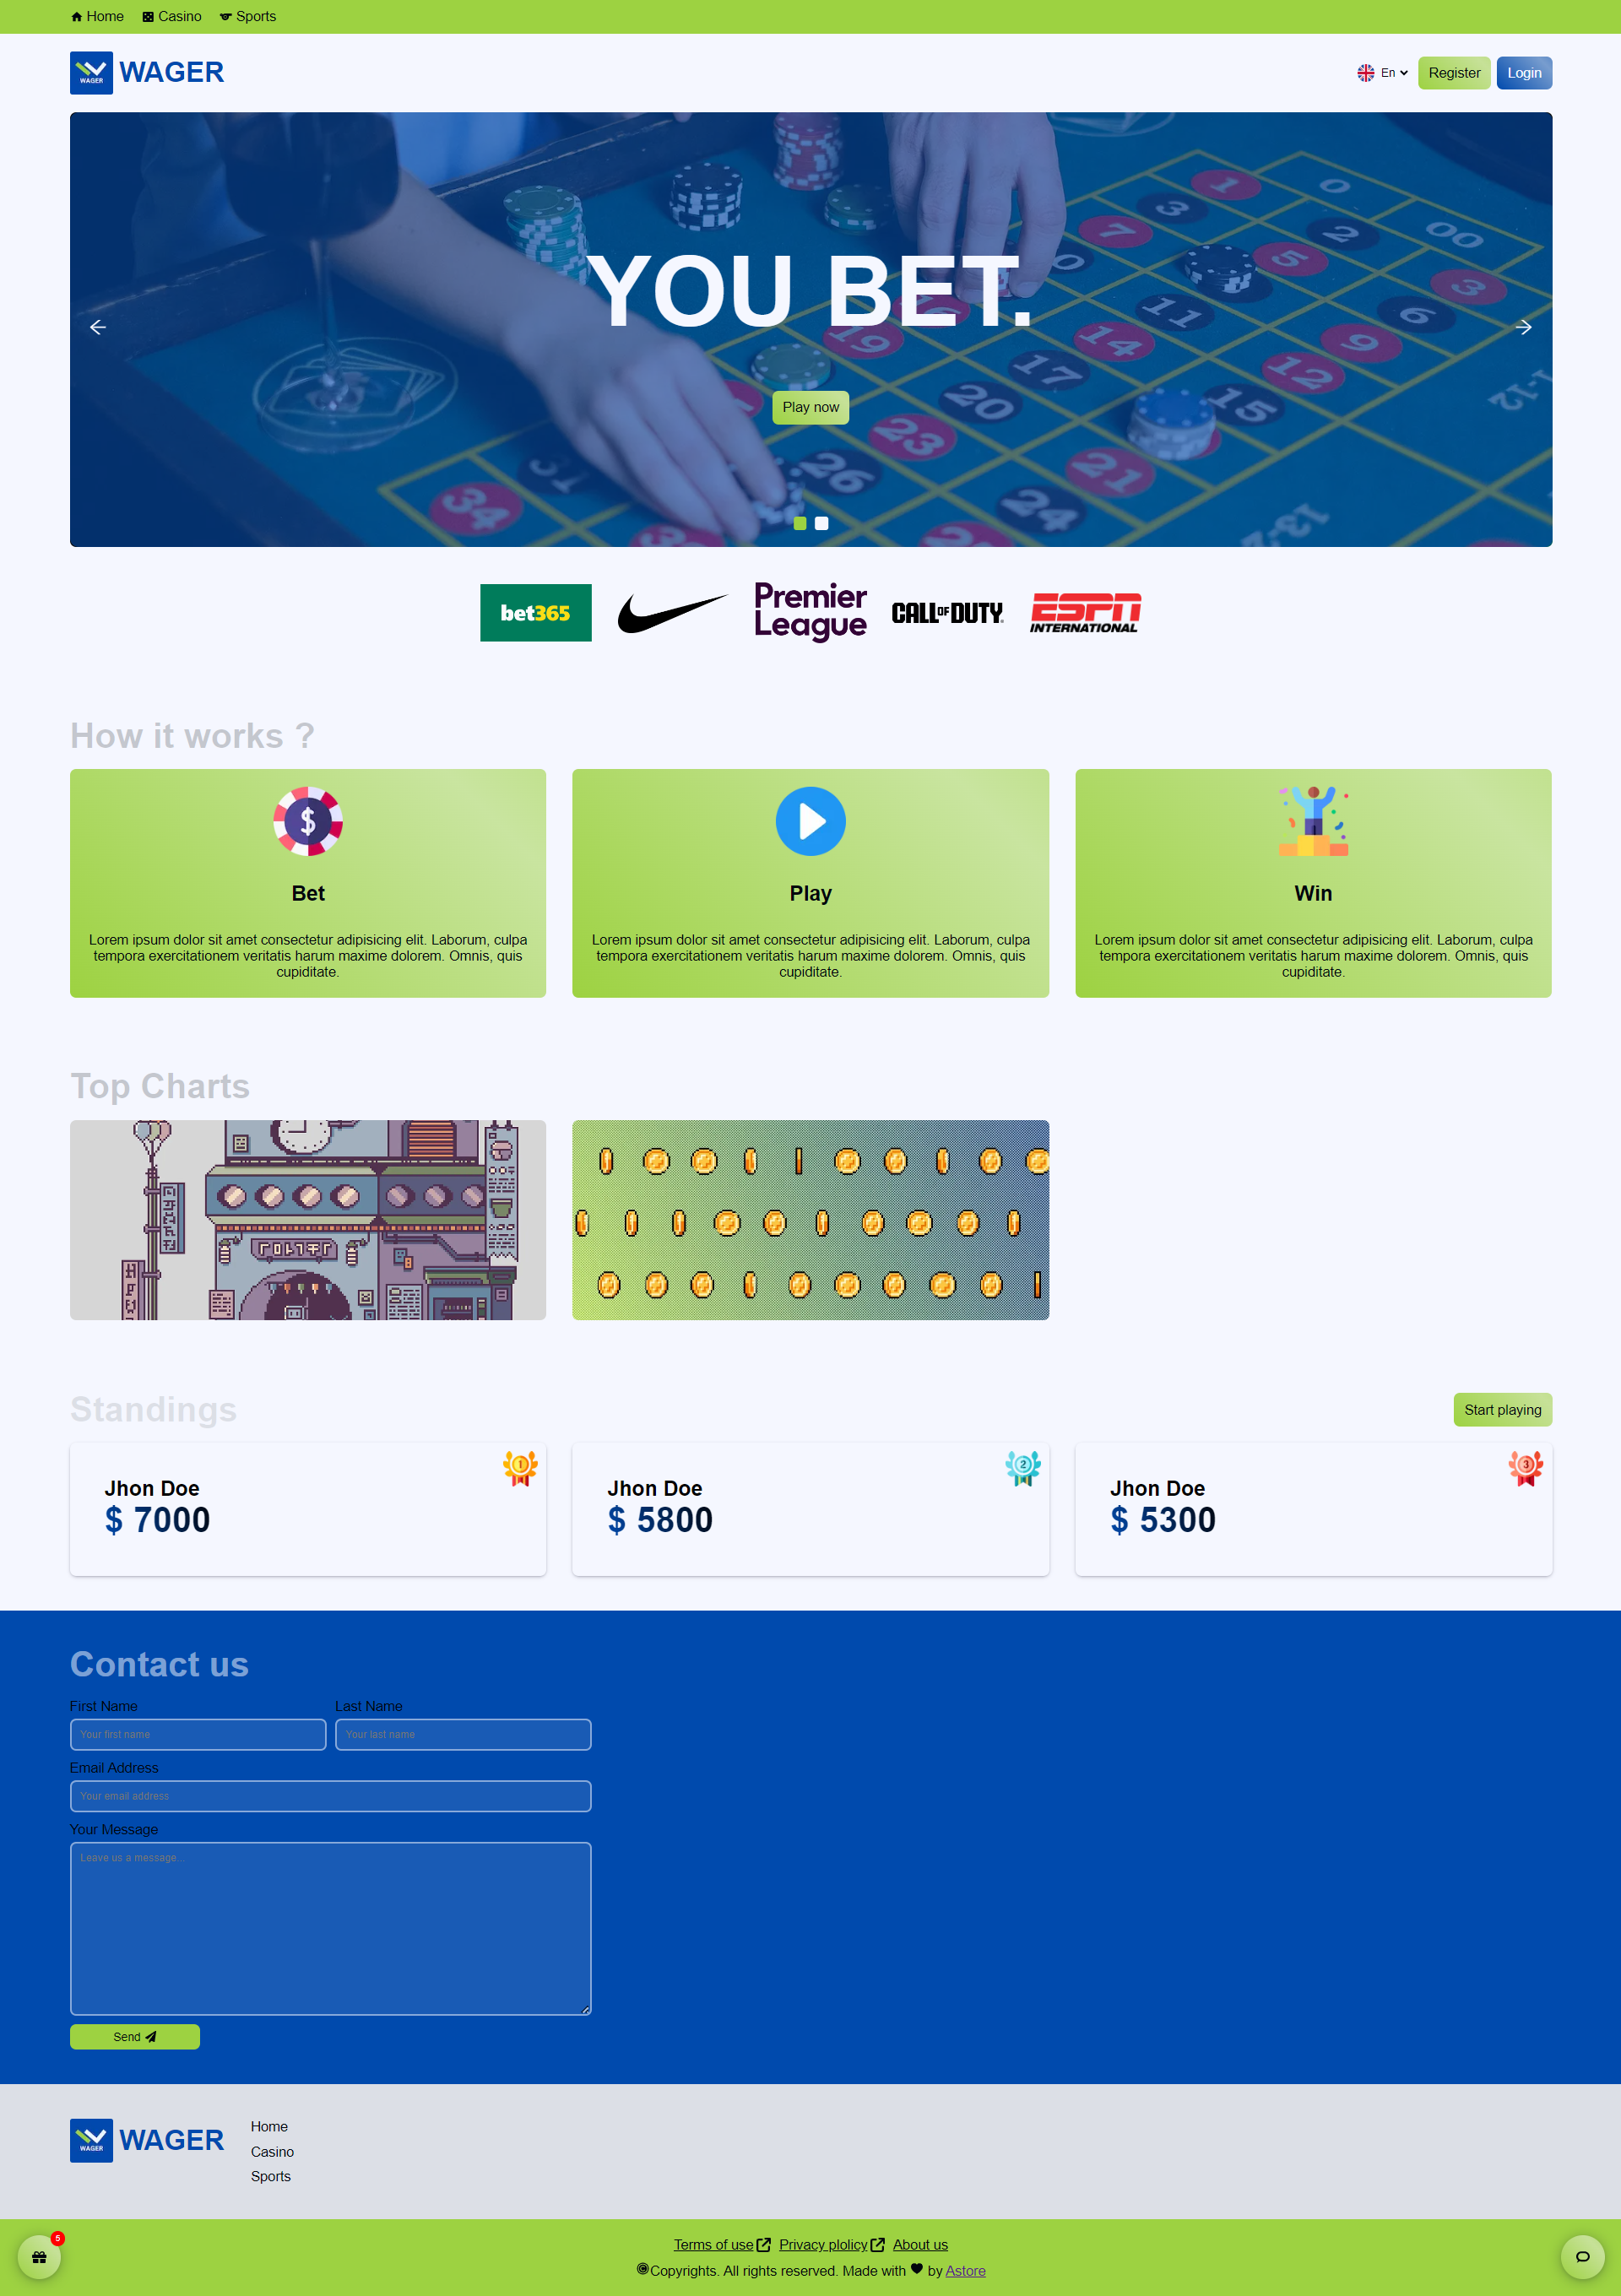 Home Casino Sports
WAGER WAGER
En Register Login
YOU BET.
Play now
bet365
Premier
League
CALL OF DUTY
ESPN
INTERNATIONAL
How it works ?
Bet
Lorem ipsum dolor sit amet consectetur adipisicing elit. Laborum, culpa
tempora exercitationem veritatis harum maxime dolorem. Omnis, quis
cupiditate.
Play
Lorem ipsum dolor sit amet consectetur adipisicing elit. Laborum, culpa
tempora exercitationem veritatis harum maxime dolorem. Omnis, quis
cupiditate.
Win
Lorem ipsum dolor sit amet consectetur adipisicing elit. Laborum, culpa
tempora exercitationem veritatis harum maxime dolorem. Omnis, quis
cupiditate.
Top Charts
Standings
Start playing
1
Jhon Doe
$ 7000
2
Jhon Doe
$ 5800
3
Jhon Doe
$ 5300
Contact us
First Name Last Name
Your first name Your last name
Email Address
Your email address
Your Message
Leave us a message...
Send
WAGER WAGER
Home
Casino
Sports
5
Terms of use Privacy plolicy About us
©Copyrights. All rights reserved. Made with ♥ by Astore